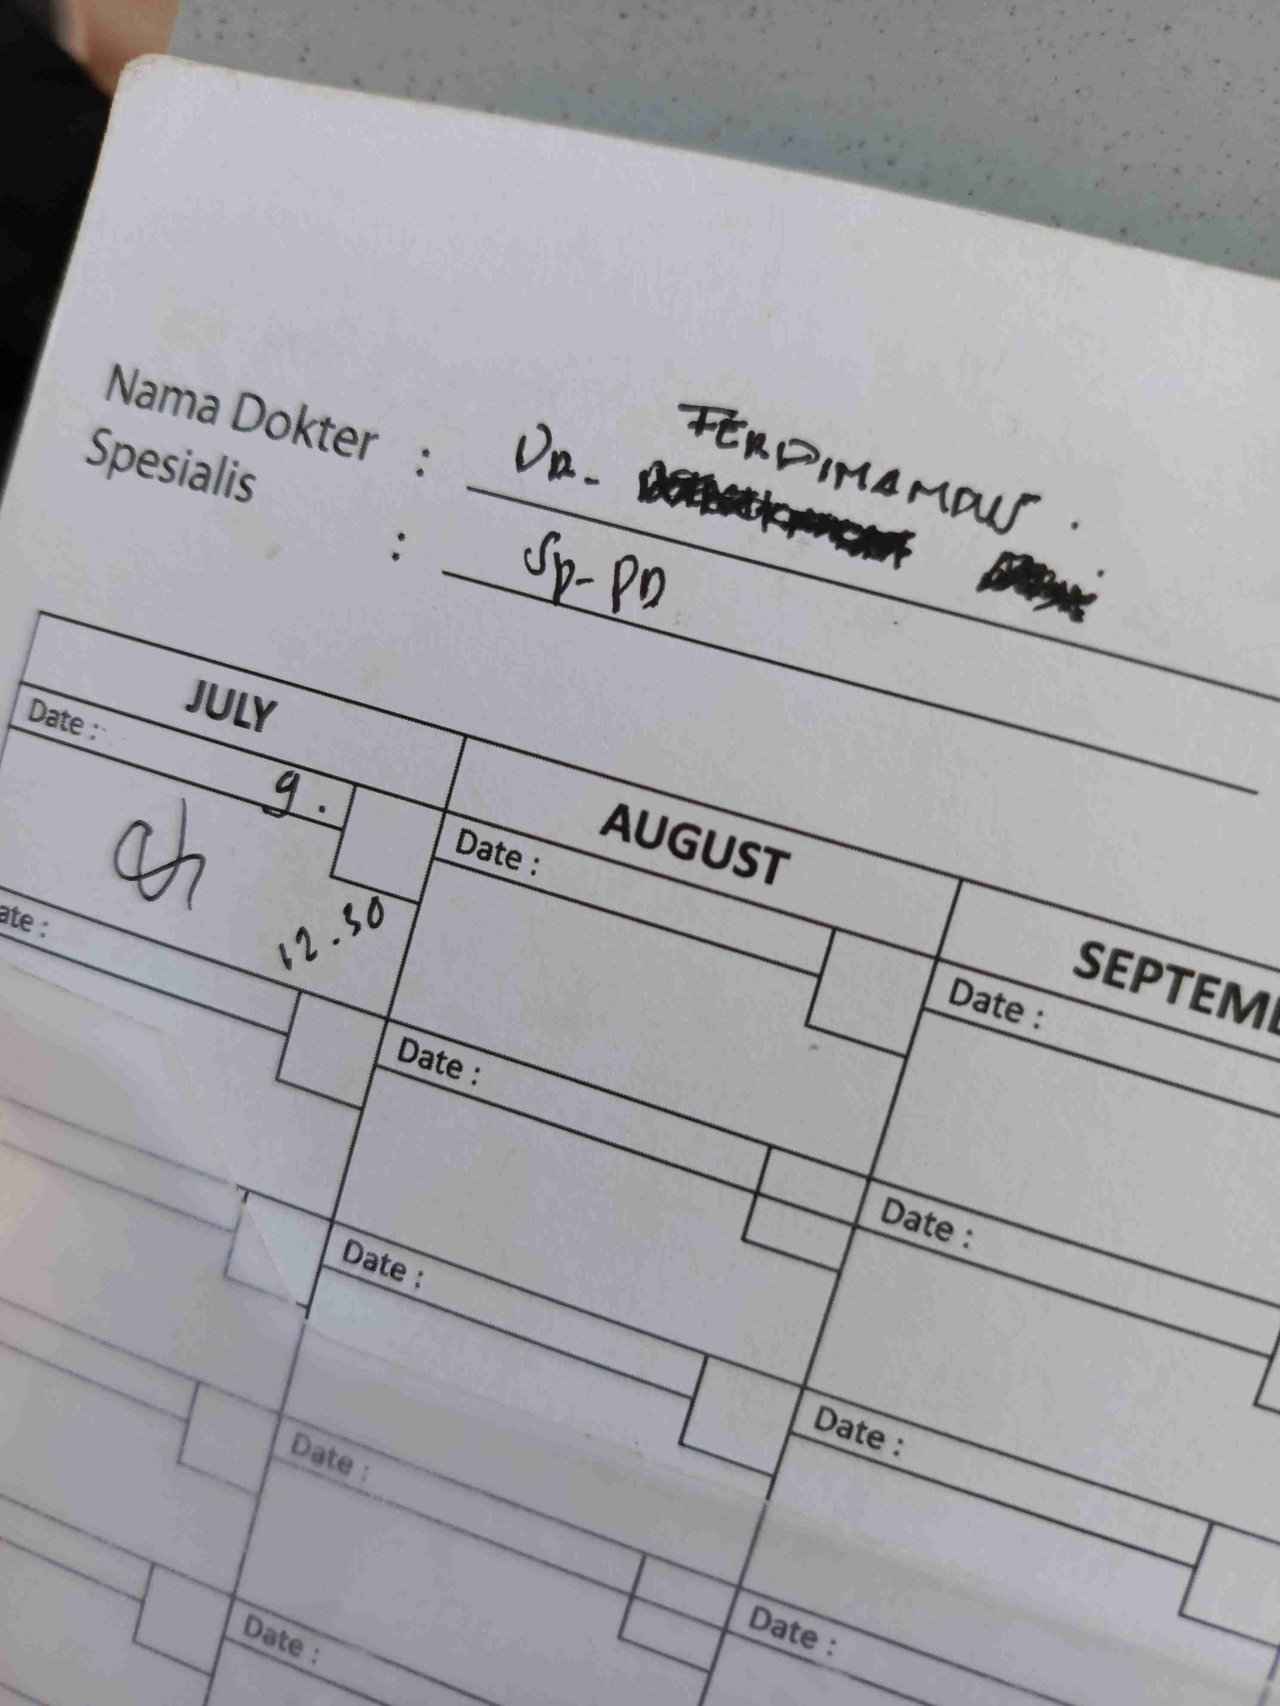 Nama Dokter : Dr. FERDIMANDUS.
Spesialis : Sp-PD
JULY
AUGUST
Date : 9.
Date :
SEPTEM
Date :
12.30
ate :
Date :
Date :
Date :
Date :
Date :
Date :
Date :